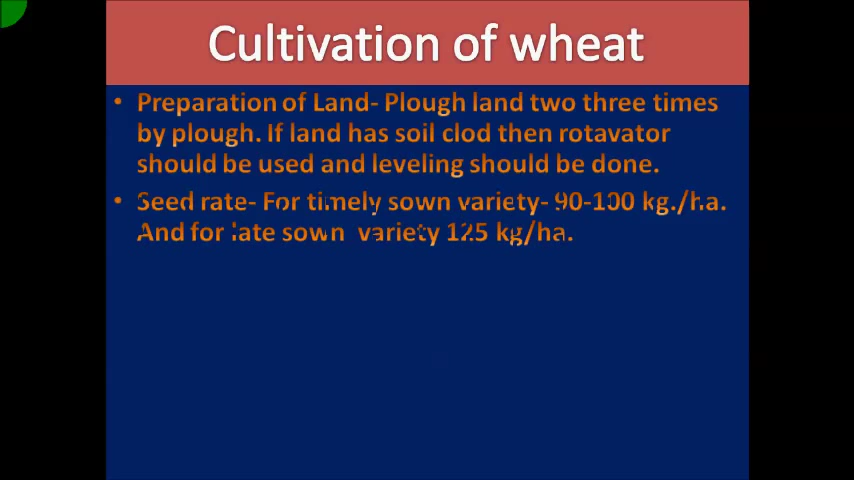 Cultivation of wheat
• Preparation of Land- Plough land two three times
by plough. If land has soil clod then rotavator
should be used and leveling should be done.
• Seed rate- For timely sown variety- 90-100 kg./ha.
And for late sown  variety 125 kg/ha.